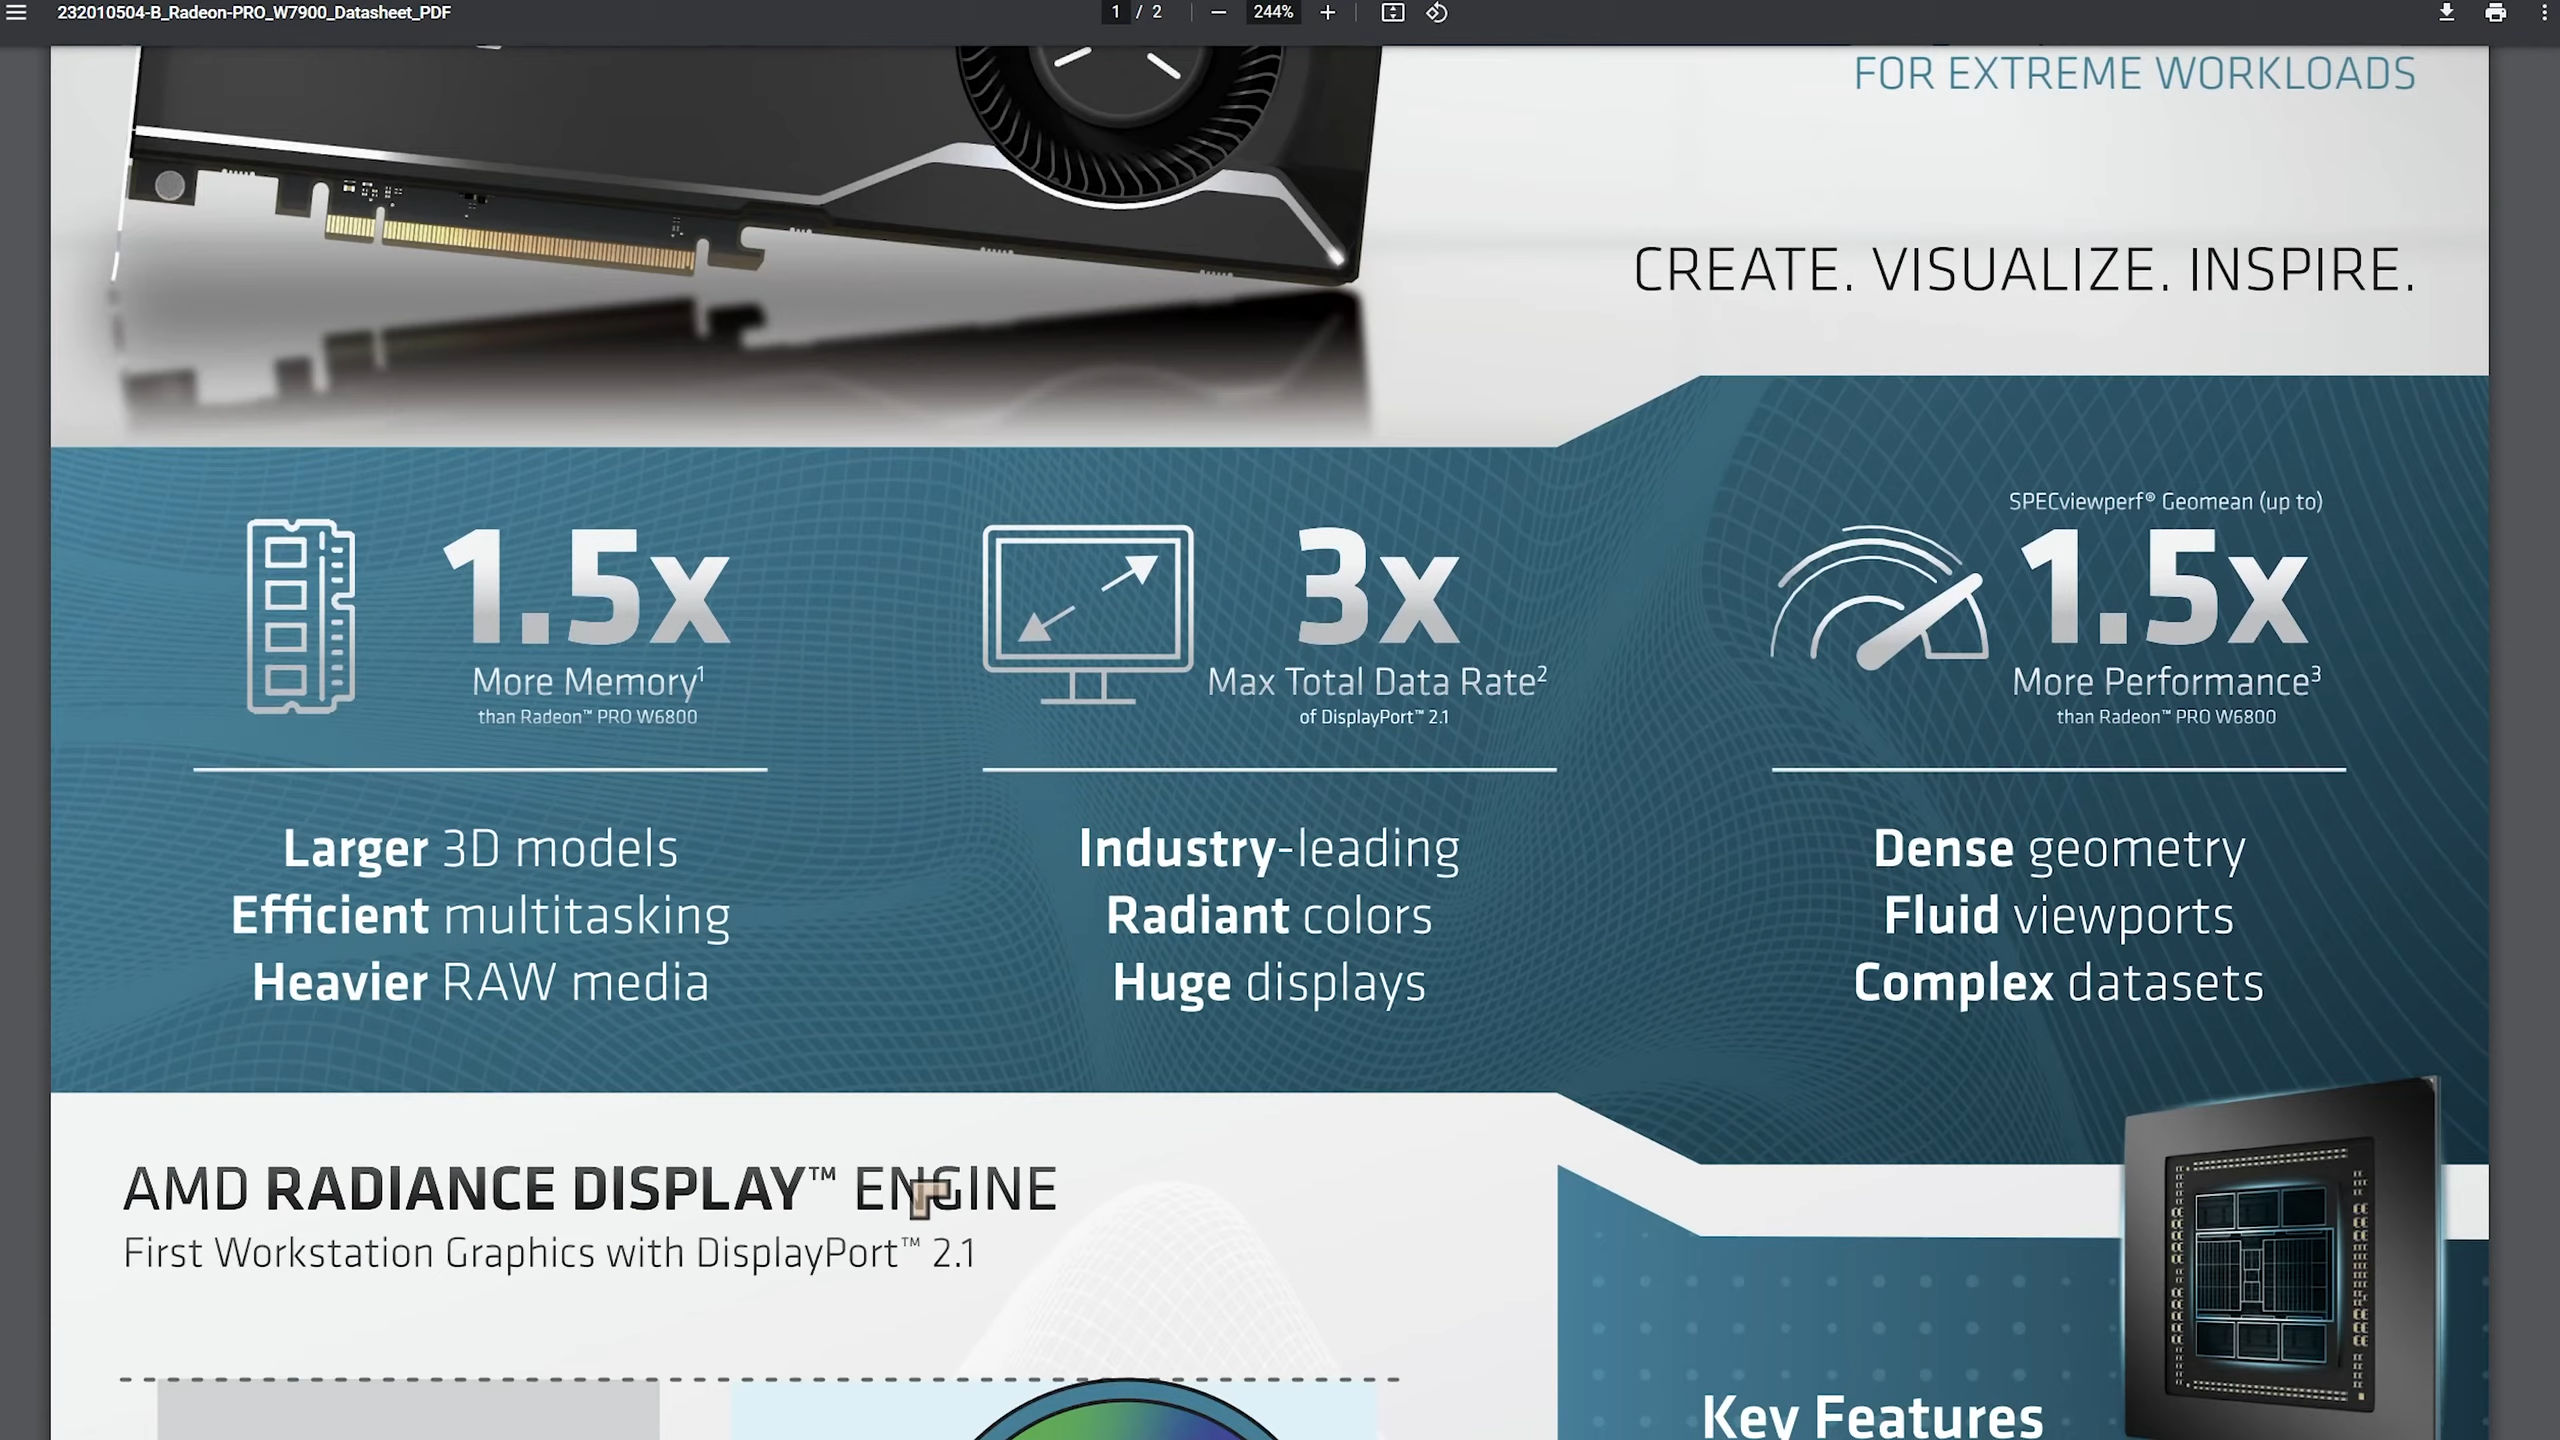 232010504-B_Radeon-PRO_W7900_Datasheet_PDF
1 / 2
244%
FOR EXTREME WORKLOADS
CREATE. VISUALIZE. INSPIRE.
1.5x
More Memory1
than Radeon™ PRO W6800
Larger 3D models
Efficient multitasking
Heavier RAW media
3x
Max Total Data Rate2
of DisplayPort™ 2.1
Industry-leading
Radiant colors
Huge displays
SPECviewperf® Geomean (up to)
1.5x
More Performance3
than Radeon™ PRO W6800
Dense geometry
Fluid viewports
Complex datasets
AMD RADIANCE DISPLAY™ ENGINE
First Workstation Graphics with DisplayPort™ 2.1
Key Features